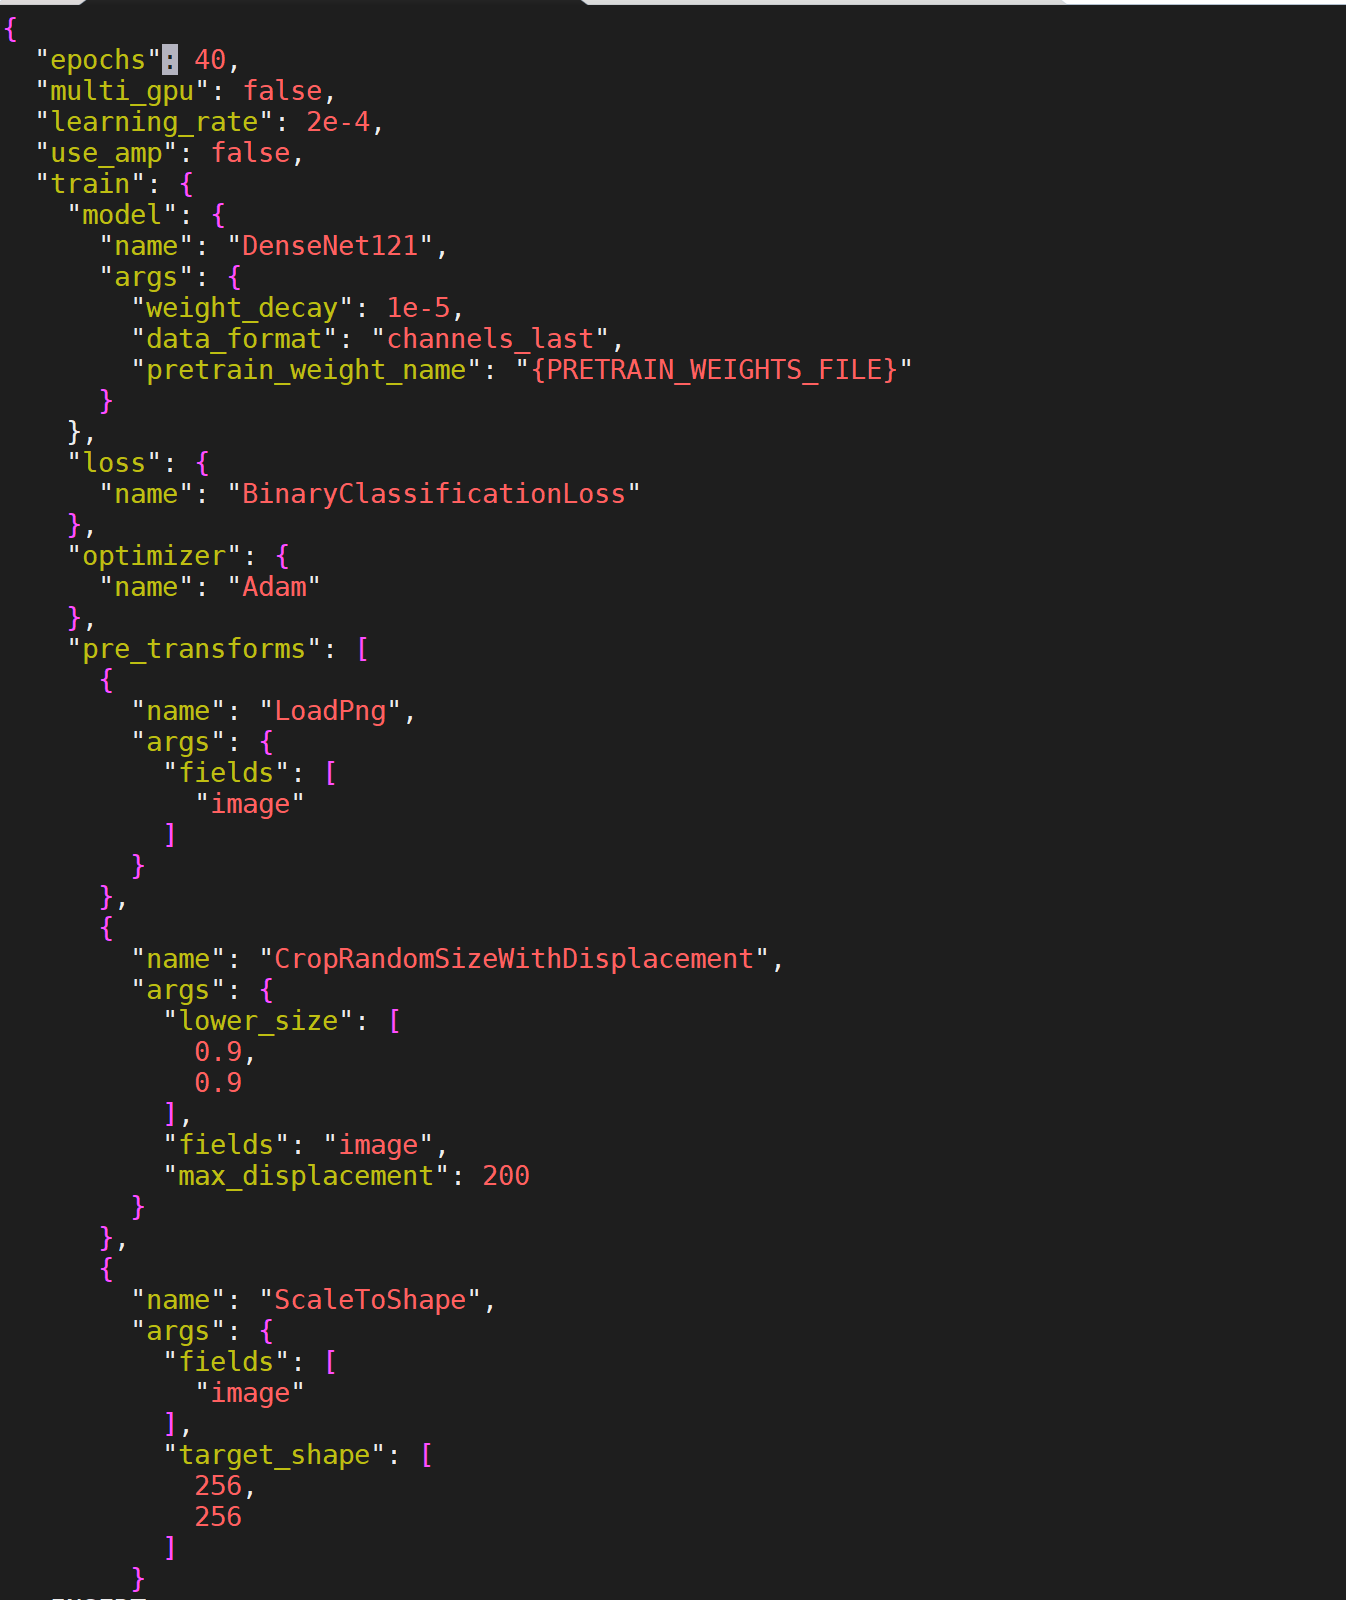 {
  "epochs": 40,
  "multi_gpu": false,
  "learning_rate": 2e-4,
  "use_amp": false,
  "train": {
    "model": {
      "name": "DenseNet121",
      "args": {
        "weight_decay": 1e-5,
        "data_format": "channels_last",
        "pretrain_weight_name": "{PRETRAIN_WEIGHTS_FILE}"
      }
    },
    "loss": {
      "name": "BinaryClassificationLoss"
    },
    "optimizer": {
      "name": "Adam"
    },
    "pre_transforms": [
      {
        "name": "LoadPng",
        "args": {
          "fields": [
            "image"
          ]
        }
      },
      {
        "name": "CropRandomSizeWithDisplacement",
        "args": {
          "lower_size": [
            0.9,
            0.9
          ],
          "fields": "image",
          "max_displacement": 200
        }
      },
      {
        "name": "ScaleToShape",
        "args": {
          "fields": [
            "image"
          ],
          "target_shape": [
            256,
            256
          ]
        }